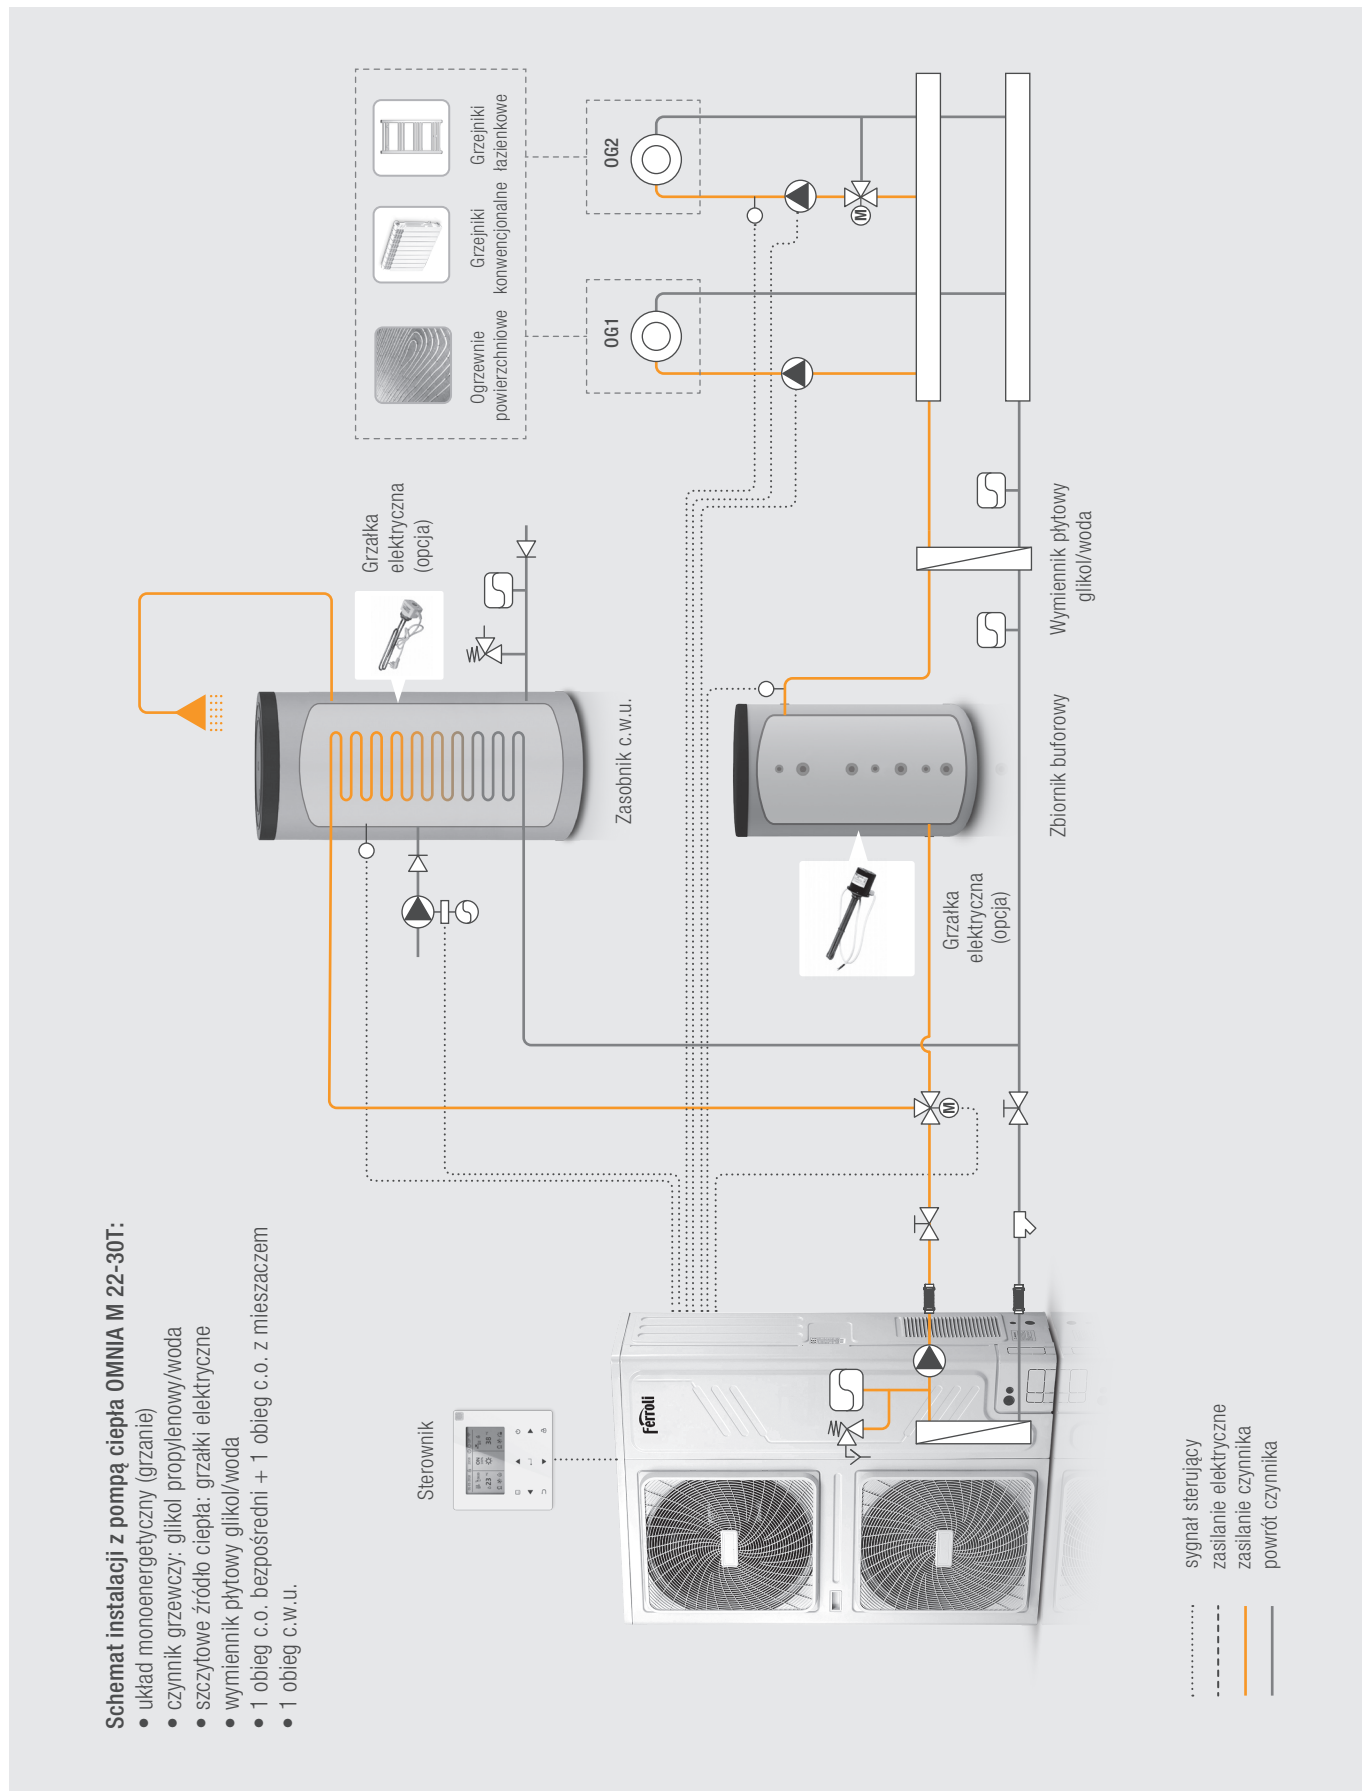 Schemat instalacji z pompą ciepła OMNIA M 22-30T:
• układ monoenergetyczny (grzanie)
• czynnik grzewczy: glikol propylenowy/woda
• szczytowe źródło ciepła: grzałki elektryczne
• wymiennik płytowy glikol/woda
• 1 obieg c.o. bezpośredni + 1 obieg c.o. z mieszaczem
• 1 obieg c.w.u.
Grzałka
elektryczna
(opcja)
Ogrzewnie
powierzchniowe
Grzejniki
konwencjonalne
Grzejniki
łazienkowe
Sterownik
Zasobnik c.w.u.
OG1
OG2
M
Ferroli
M
Grzałka
elektryczna
(opcja)
Zbiornik buforowy
Wymiennik płytowy
glikol/woda
sygnał sterujący
zasilanie elektryczne
zasilanie czynnika
powrót czynnika